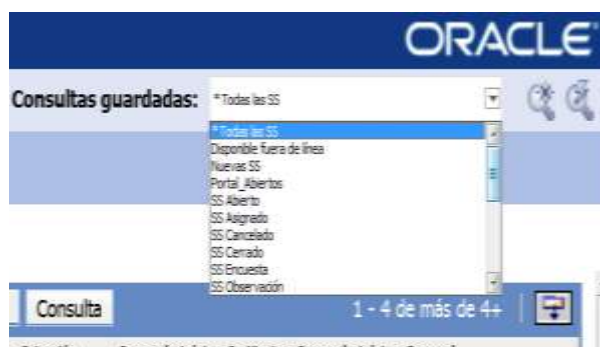 ORACLE
Consultas guardadas: * Todas las SS
* Todas las SS
Disponible fuera de línea
Nuevas SS
Portal_Abiertos
SS Abierto
SS Asignado
SS Cancelado
SS Cerrado
SS Encuesta
SS Observación
Consulta 1 - 4 de más de 4+